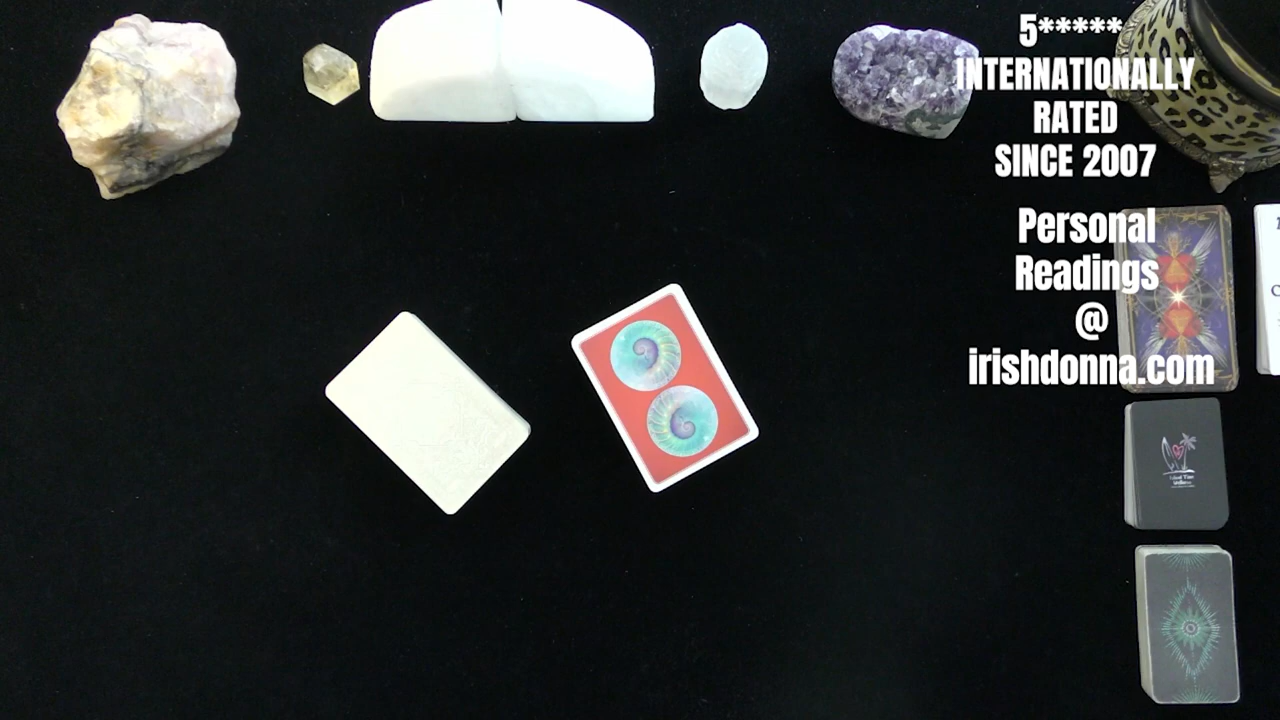 5*****
INTERNATIONALLY
RATED
SINCE 2007
Personal
Readings
@
irishdonna.com